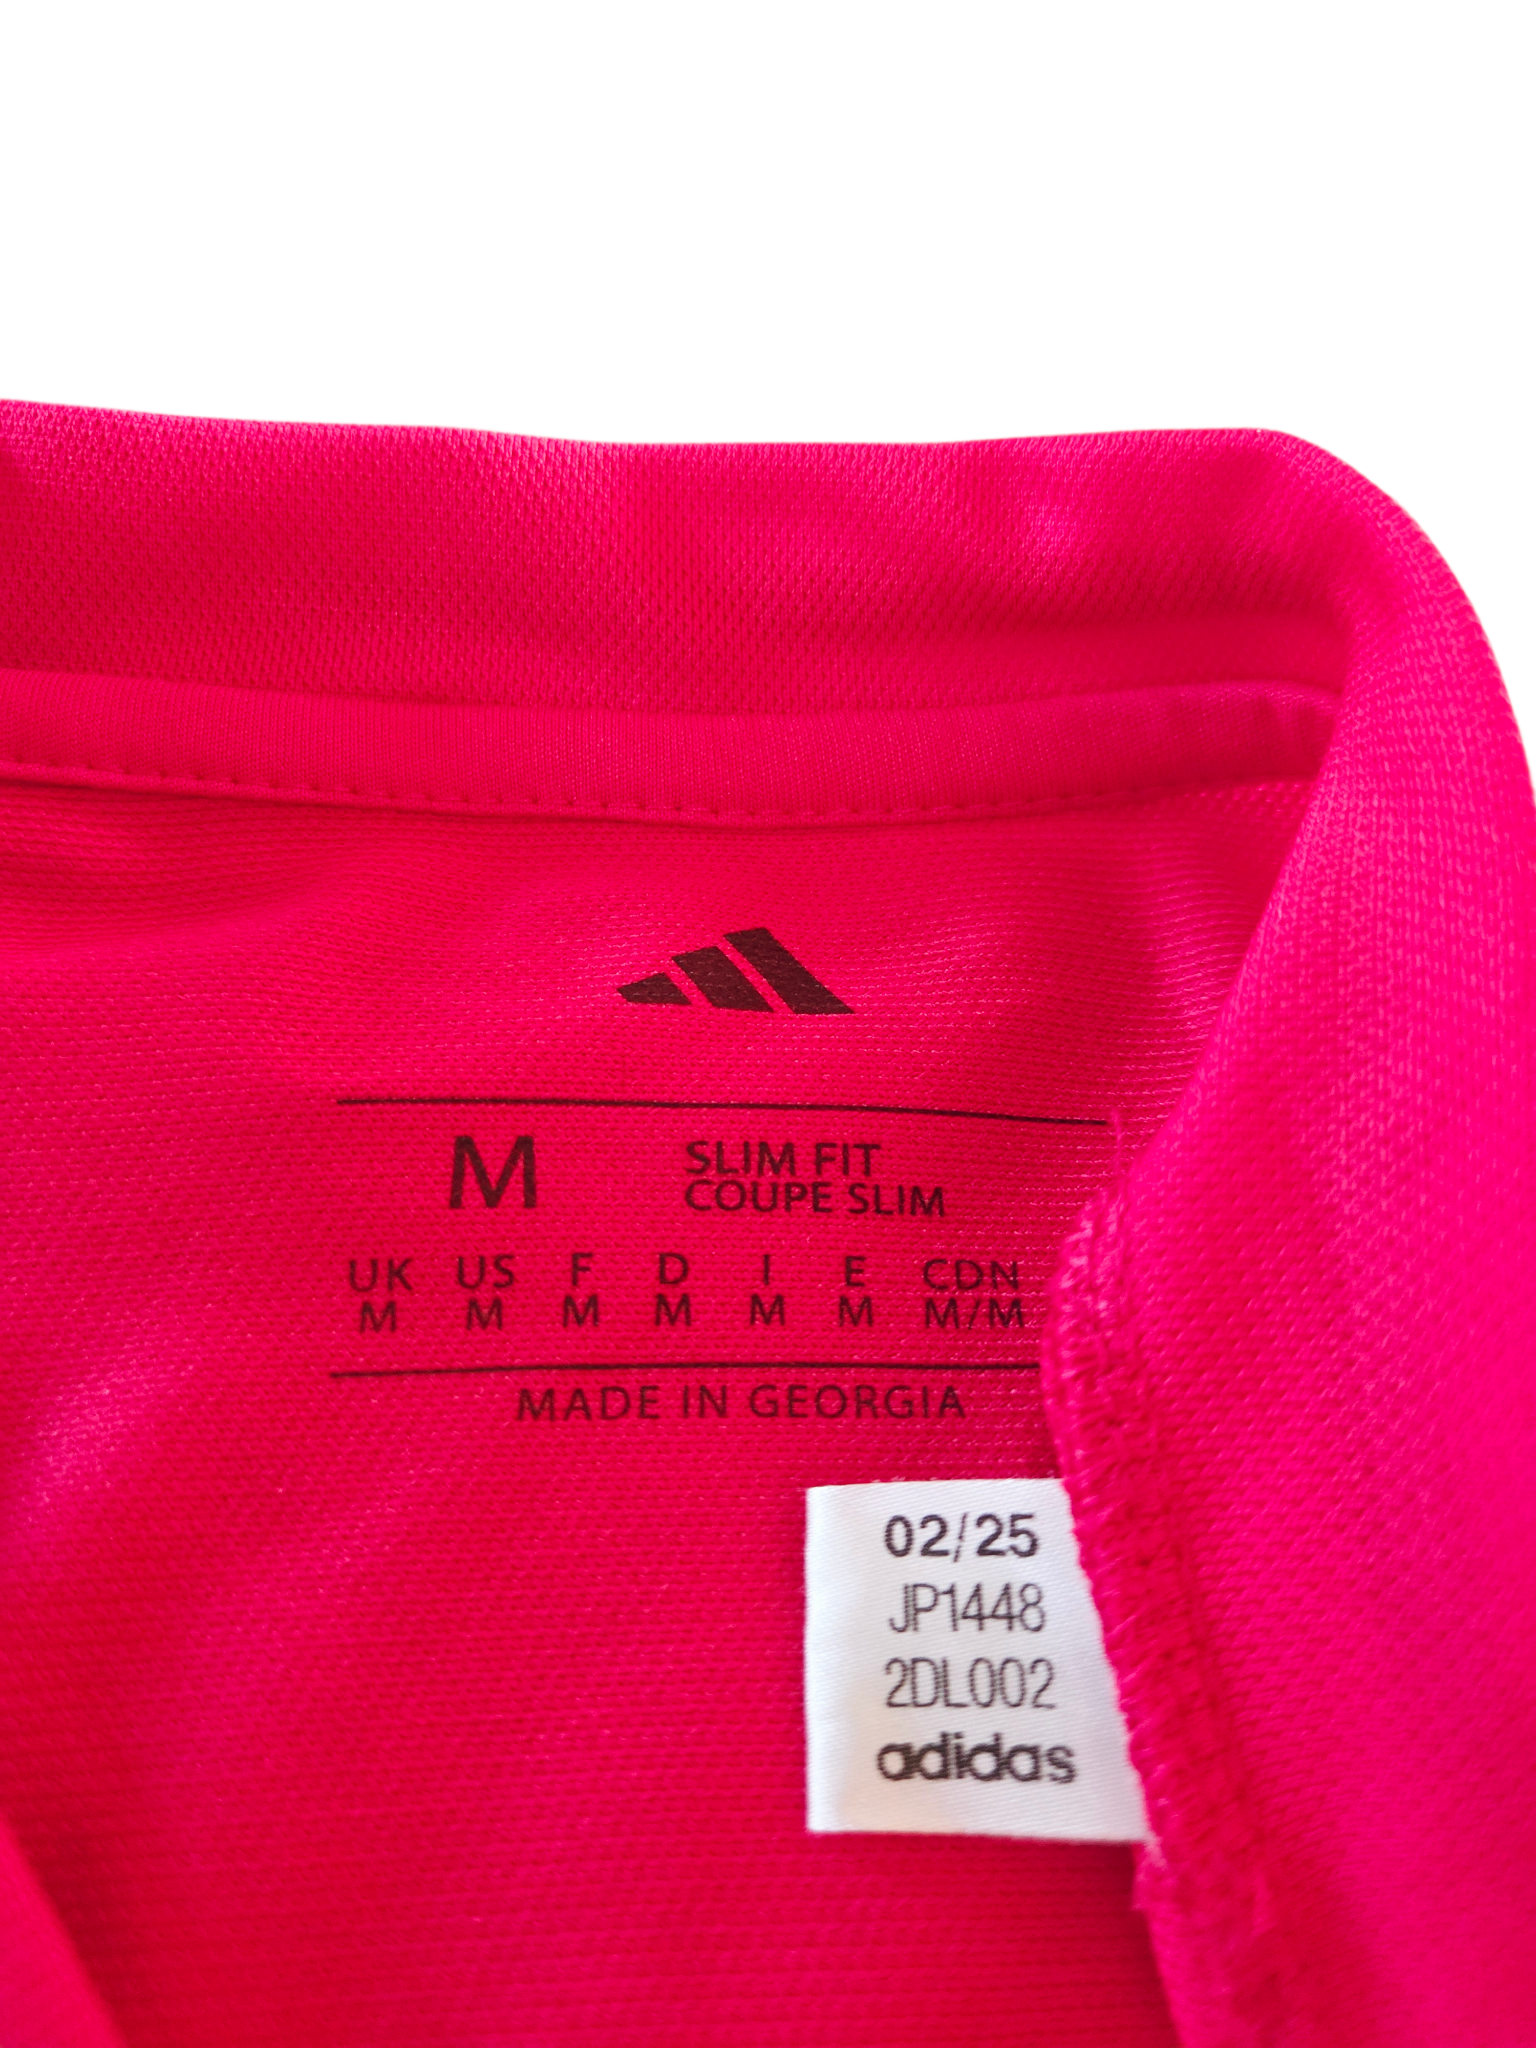 M
SLIM FIT
COUPE SLIM
UK US F D I E CDN
M M M M M M M/M
MADE IN GEORGIA
02/25
JP1448
2DL002
adidas